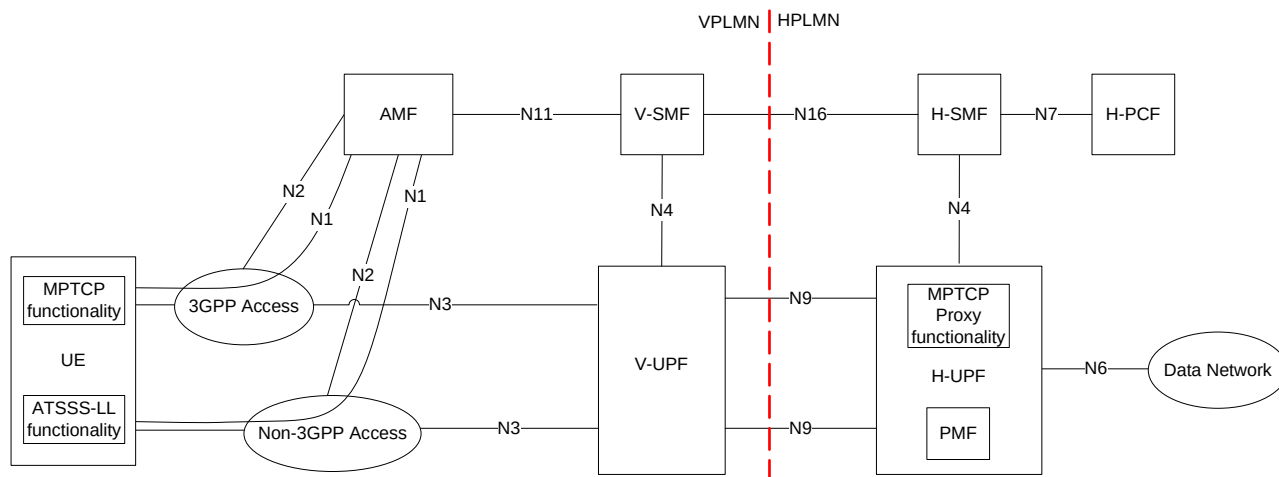 VPLMN
HPLMN
AMF
N11
V-SMF
N16
H-SMF
N7
H-PCF
N2
N1
N1
N4
N4
N2
MPTCP
functionality
UE
ATSSS-LL
functionality
3GPP Access
N3
Non-3GPP Access
N3
V-UPF
N9
N9
MPTCP
Proxy
functionality
H-UPF
PMF
N6
Data Network